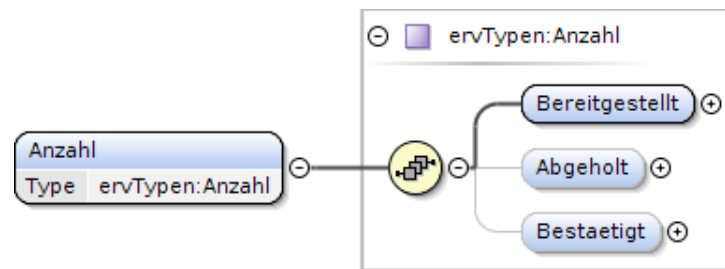 ervTypen:Anzahl
Bereitgestellt
Anzahl
Type ervTypen:Anzahl
Abgeholt
Bestaetigt